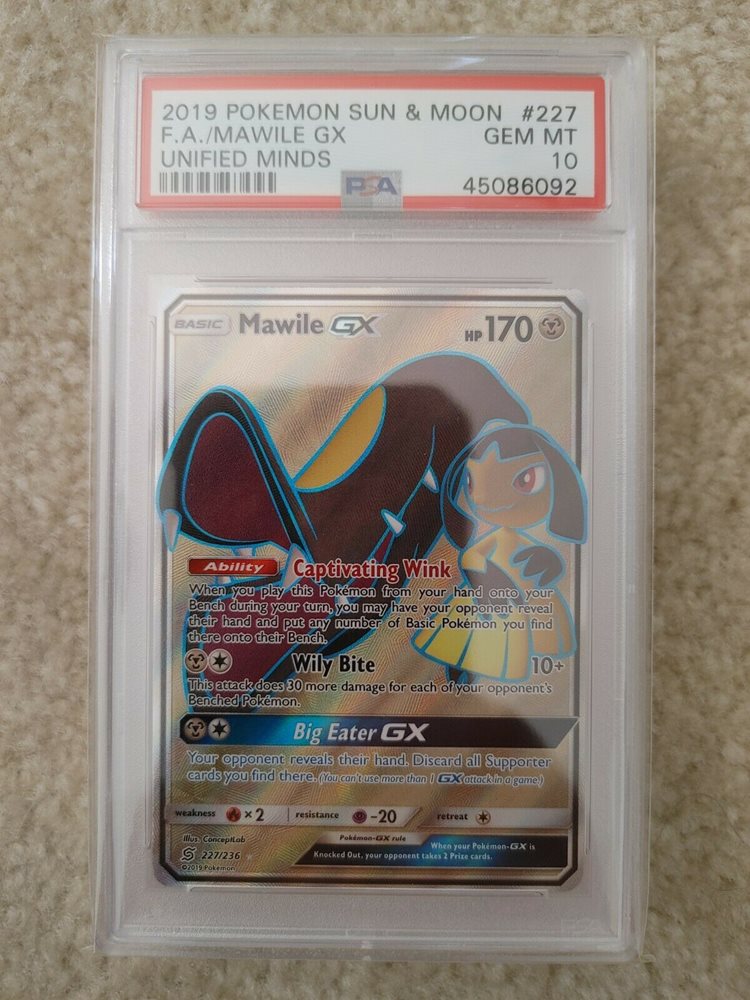 2019 POKEMON SUN & MOON #227
F.A./MAWILE GX GEM MT
UNIFIED MINDS 10
PSA 45086092
BASIC Mawile GX HP 170
Ability Captivating Wink
When you play this Pokémon from your hand onto your
Bench during your turn, you may have your opponent reveal
their hand and put any number of Basic Pokémon you find
there onto their Bench.
Wily Bite 10+
This attack does 30 more damage for each of your opponent's
Benched Pokémon.
Big Eater GX
Your opponent reveals their hand. Discard all Supporter
cards you find there. (You can't use more than 1 GX attack in a game.)
weakness ×2 resistance -20 retreat
Illus. ConceptLab Pokémon-GX rule When your Pokémon-GX is
227/236 Knocked Out, your opponent takes 2 Prize cards.
©2019 Pokémon